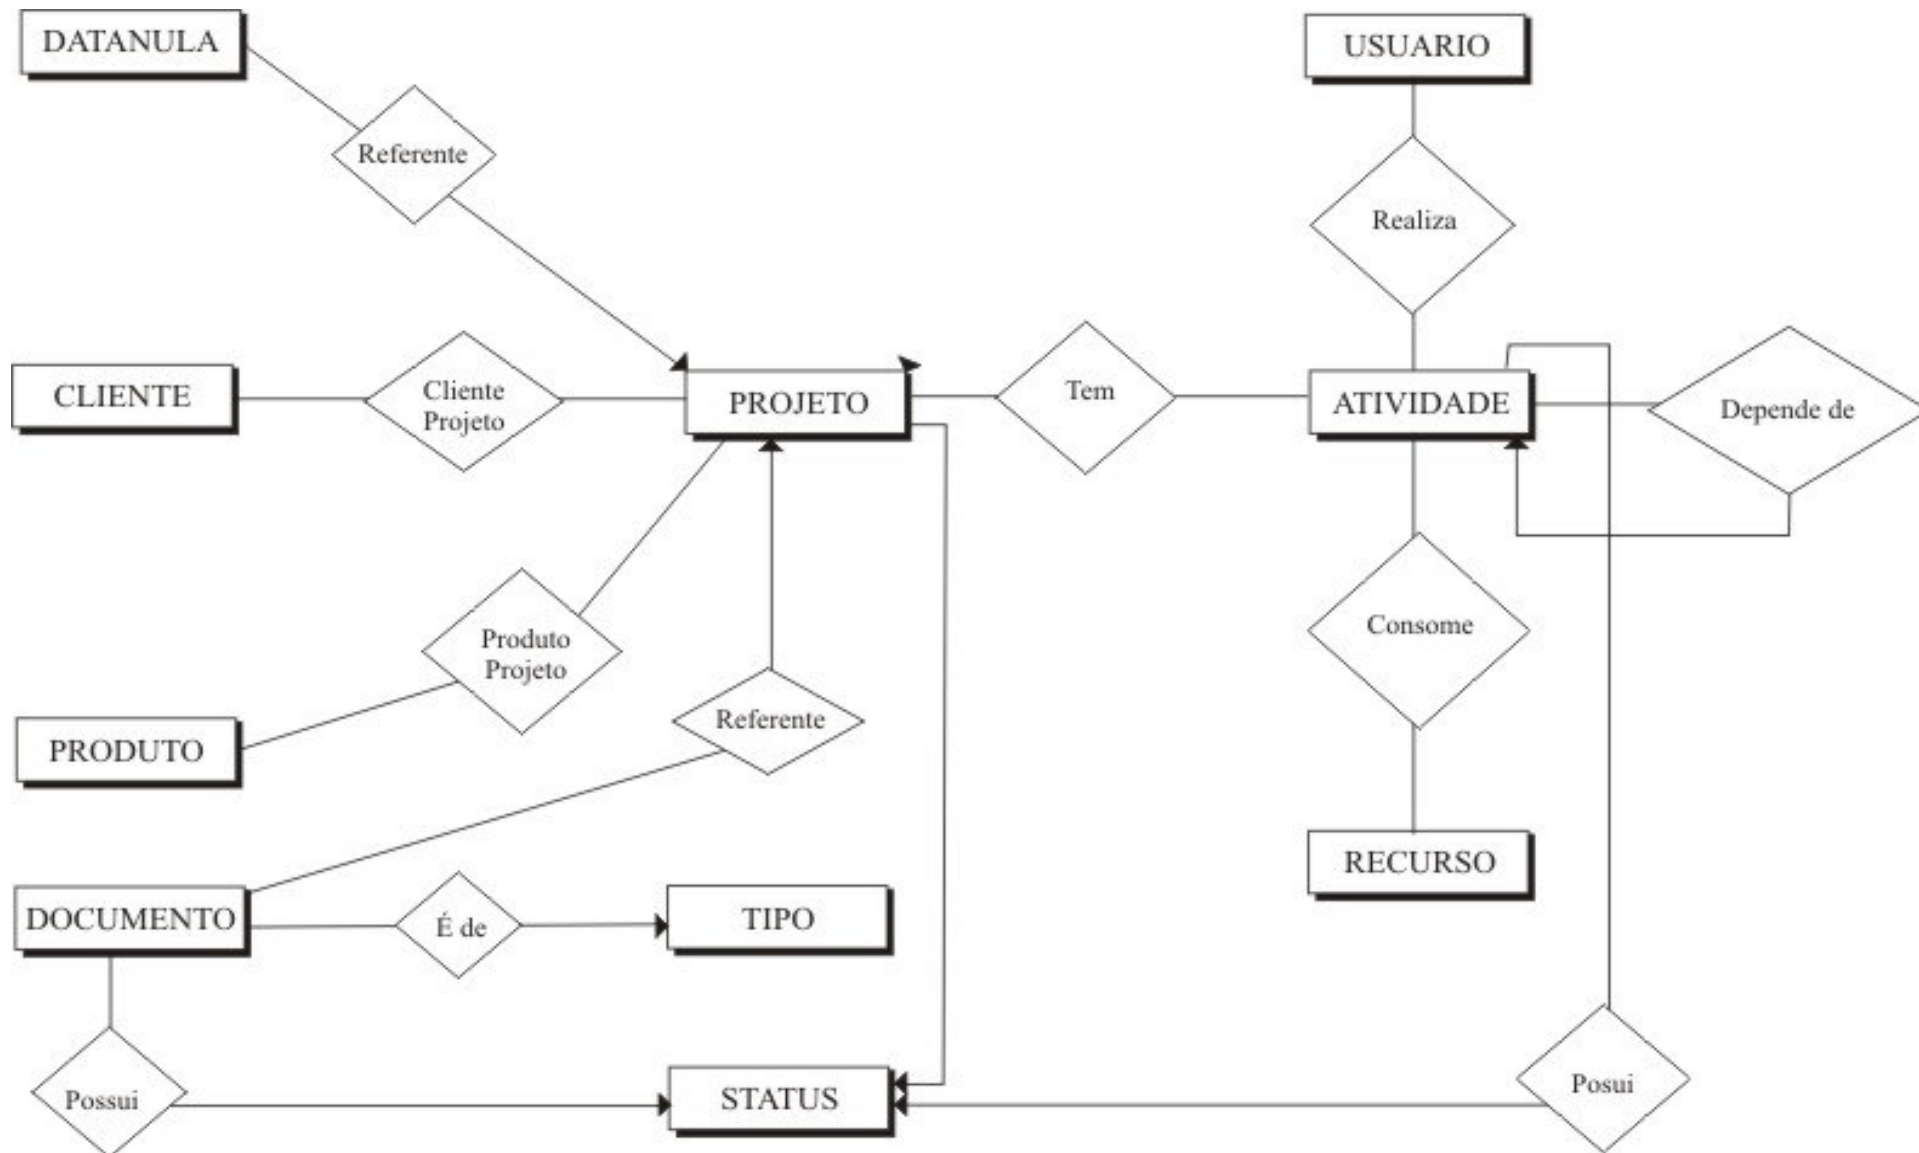 DATANULA
USUARIO
Referente
Realiza
CLIENTE
Cliente
Projeto
PROJETO
Tem
ATIVIDADE
Depende de
Produto
Projeto
Consome
PRODUTO
Referente
RECURSO
DOCUMENTO
É de
TIPO
Possui
STATUS
Posui